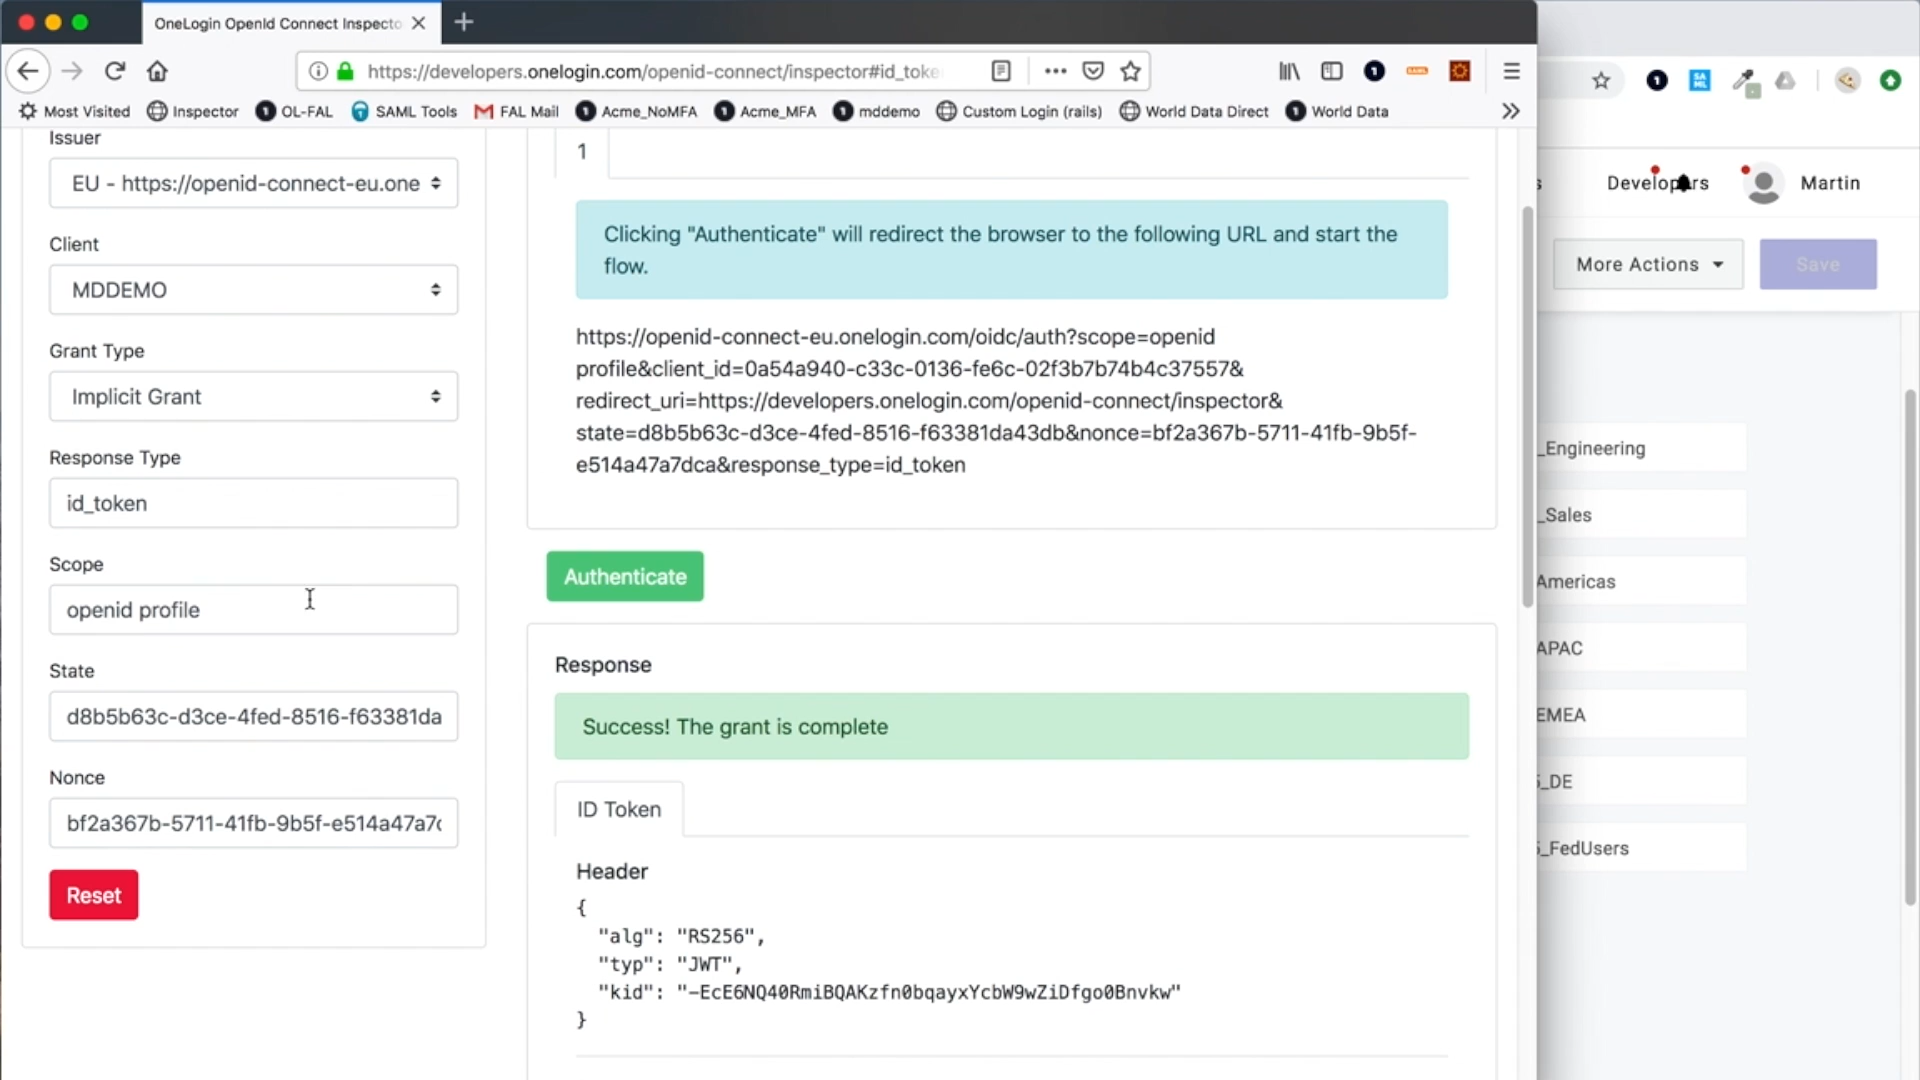 OneLogin OpenId Connect Inspecto
https://developers.onelogin.com/openid-connect/inspector#id_toke
Most Visited
Inspector
OL-FAL
SAML Tools
FAL Mail
Acme_NoMFA
Acme_MFA
mddemo
Custom Login (rails)
World Data Direct
World Data
Issuer
EU - https://openid-connect-eu.one
Client
MDDEMO
Grant Type
Implicit Grant
Response Type
id_token
Scope
openid profile
State
d8b5b63c-d3ce-4fed-8516-f63381da
Nonce
bf2a367b-5711-41fb-9b5f-e514a47a7c
Reset
1
Clicking "Authenticate" will redirect the browser to the following URL and start the
flow.
https://openid-connect-eu.onelogin.com/oidc/auth?scope=openid
profile&client_id=0a54a940-c33c-0136-fe6c-02f3b7b74b4c37557&
redirect_uri=https://developers.onelogin.com/openid-connect/inspector&
state=d8b5b63c-d3ce-4fed-8516-f63381da43db&nonce=bf2a367b-5711-41fb-9b5f-
e514a47a7dca&response_type=id_token
Authenticate
Response
Success! The grant is complete
ID Token
Header
{
"alg": "RS256",
"typ": "JWT",
"kid": "-EcE6NQ40RmiBQAKzfn0bqayxYcbW9wZiDfgo0Bnvkw"
}
s
Developers
Martin
More Actions
Save
_Engineering
_Sales
Americas
APAC
EMEA
_DE
_FedUsers